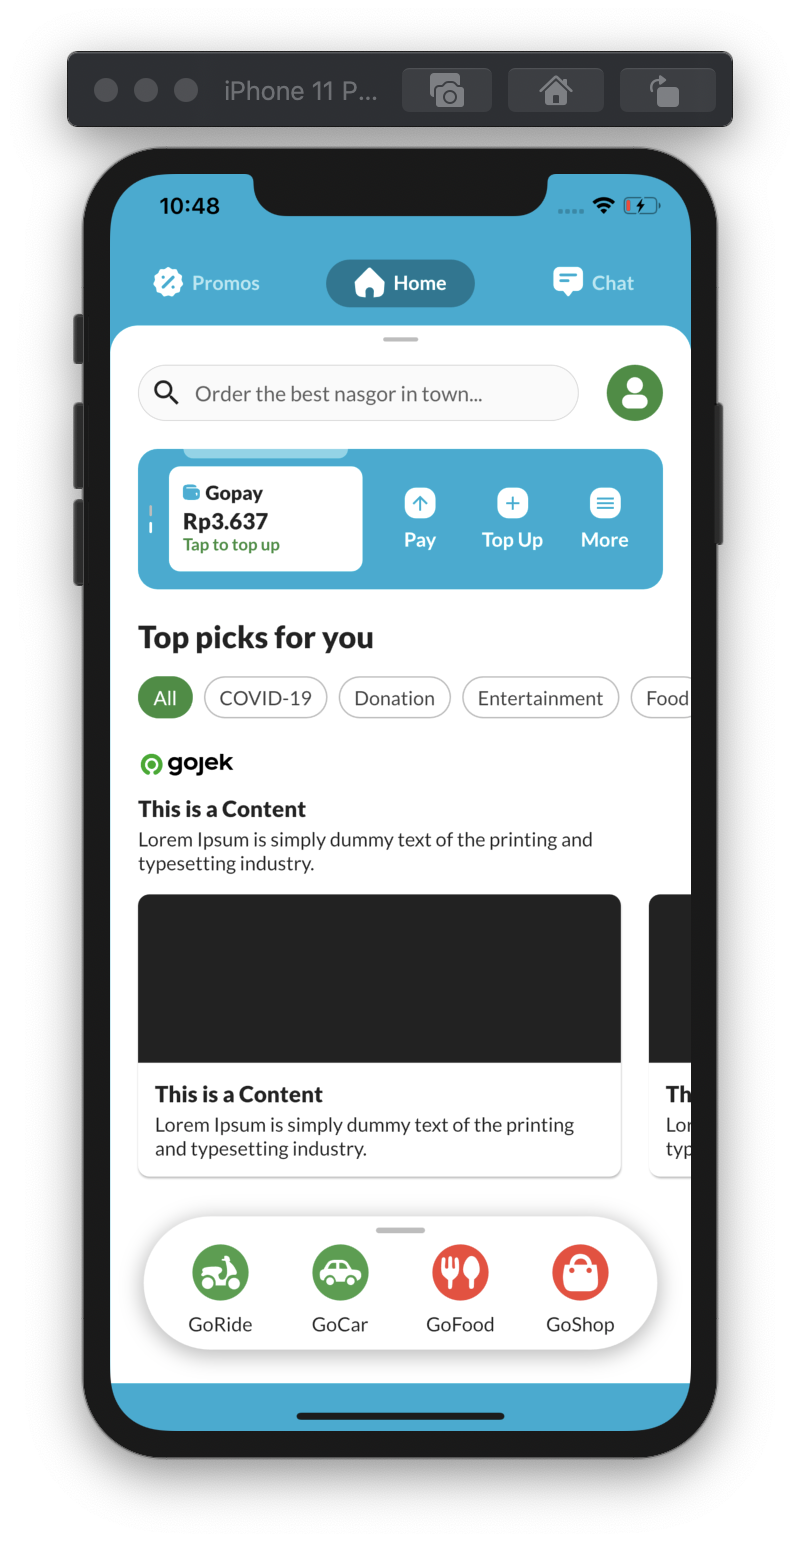 iPhone 11 P...
10:48
Promos
Home
Chat
Order the best nasgor in town...
Gopay
Rp3.637
Tap to top up
Pay
Top Up
More
Top picks for you
All
COVID-19
Donation
Entertainment
Food
gojek
This is a Content
Lorem Ipsum is simply dummy text of the printing and
typesetting industry.
This is a Content
Lorem Ipsum is simply dummy text of the printing
and typesetting industry.
Th
Lor
typ
GoRide
GoCar
GoFood
GoShop